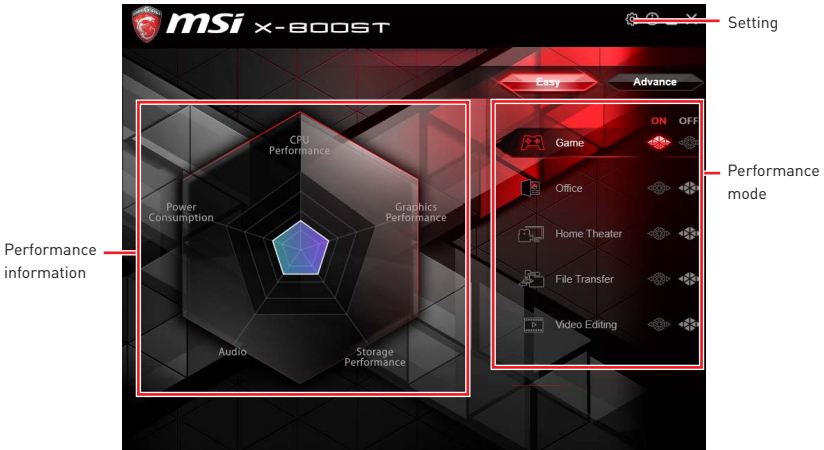 msi X-BOOST
Setting
Easy
Advance
ON OFF
Game
Office
Home Theater
File Transfer
Video Editing
Performance
mode
CPU
Performance
Graphics
Performance
Power
Consumption
Audio
Storage
Performance
Performance
information